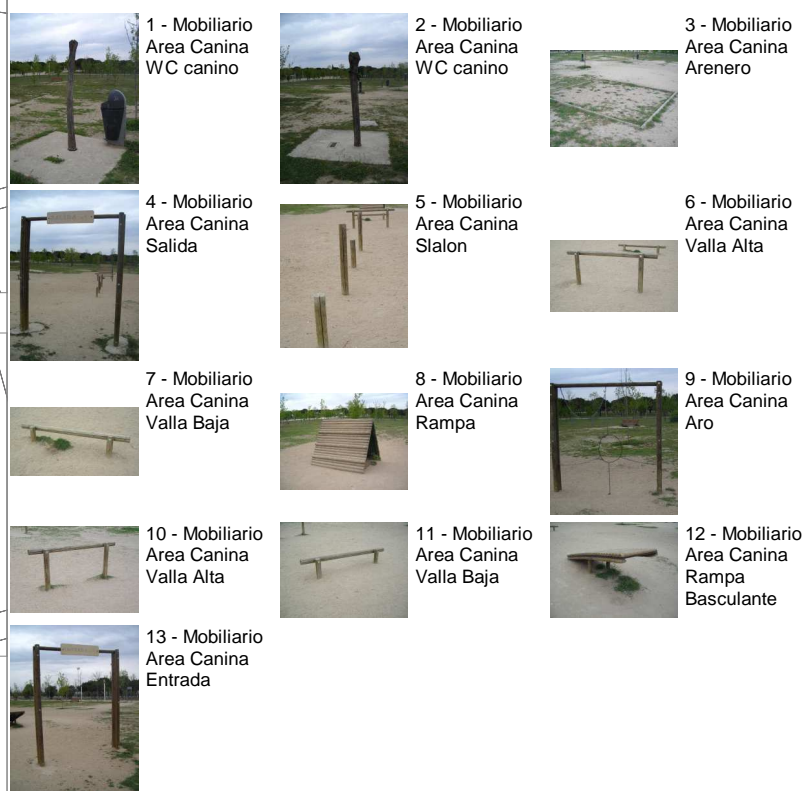 1 - Mobiliario
Area Canina
WC canino
2 - Mobiliario
Area Canina
WC canino
3 - Mobiliario
Area Canina
Arenero
4 - Mobiliario
Area Canina
Salida
5 - Mobiliario
Area Canina
Slalon
6 - Mobiliario
Area Canina
Valla Alta
7 - Mobiliario
Area Canina
Valla Baja
8 - Mobiliario
Area Canina
Rampa
9 - Mobiliario
Area Canina
Aro
10 - Mobiliario
Area Canina
Valla Alta
11 - Mobiliario
Area Canina
Valla Baja
12 - Mobiliario
Area Canina
Rampa
Basculante
13 - Mobiliario
Area Canina
Entrada